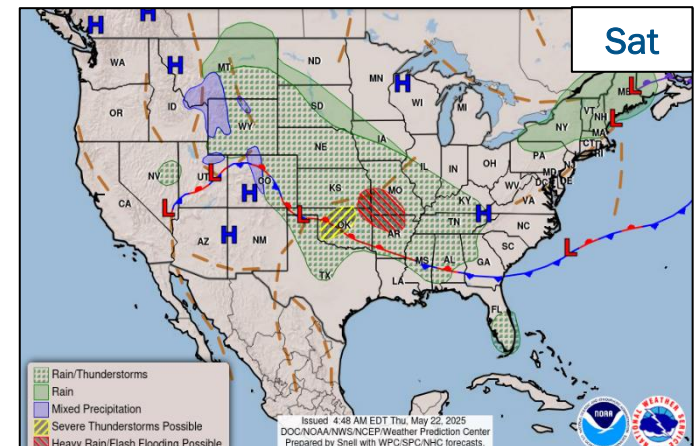 Sat
H
H
H
H
H
H
H
L
L
L
L
L
L
WA
OR
ID
MT
WY
ND
SD
NE
MN
WI
MI
IA
IL
IN
OH
PA
NY
VT
NH
ME
MA
CT
RI
NJ
MD
DC
DE
WV
VA
KY
TN
NC
SC
GA
AL
MS
LA
AR
MO
KS
OK
TX
NM
AZ
CO
UT
NV
CA
FL
Rain/Thunderstorms
Rain
Mixed Precipitation
Severe Thunderstorms Possible
Heavy Rain/Flash Flooding Possible
Issued 4:48 AM EDT Thu, May 22, 2025
DOC/NOAA/NWS/NCEP/Weather Prediction Center
Prepared by Snell with WPC/SPC/NHC forecasts.
NOAA
NATIONAL WEATHER